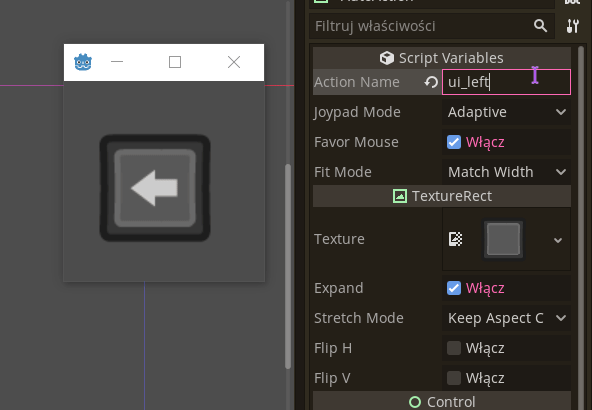 Filtruj właściwości
Script Variables
Action Name ui_left
Joypad Mode Adaptive
Favor Mouse Włącz
Fit Mode Match Width
TextureRect
Texture
Expand Włącz
Stretch Mode Keep Aspect C
Flip H Włącz
Flip V Włącz
Control